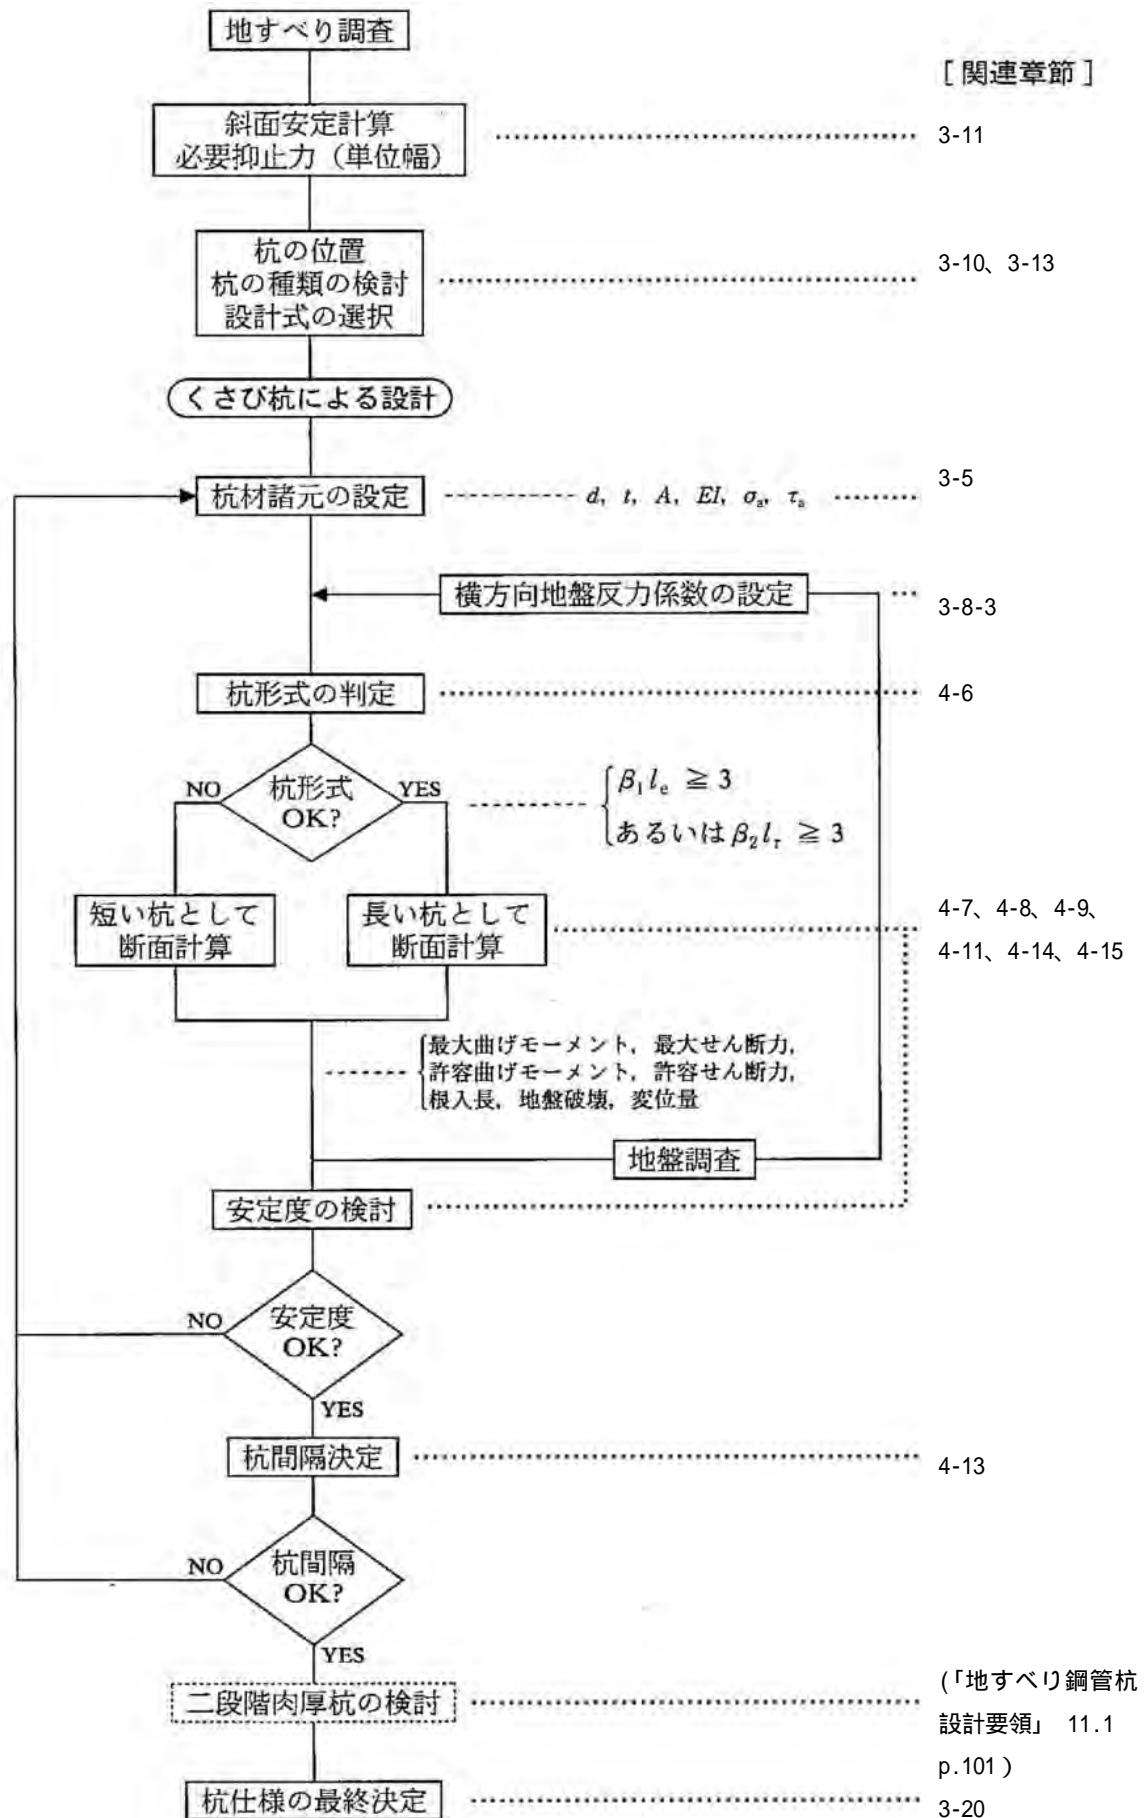 地すべり調査
[関連章節]
斜面安定計算
必要抑止力（単位幅）
3-11
杭の位置
杭の種類の検討
設計式の選択
3-10、3-13
くさび杭による設計
杭材諸元の設定
d, t, A, EI, σa, τa
3-5
横方向地盤反力係数の設定
3-8-3
杭形式の判定
4-6
NO
杭形式
OK?
YES
β1 le ≧ 3
あるいは β2 lr ≧ 3
短い杭として
断面計算
長い杭として
断面計算
4-7、4-8、4-9、
4-11、4-14、4-15
最大曲げモーメント，最大せん断力，
許容曲げモーメント，許容せん断力，
根入長，地盤破壊，変位量
地盤調査
安定度の検討
NO
安定度
OK?
YES
杭間隔決定
4-13
NO
杭間隔
OK?
YES
二段階肉厚杭の検討
(「地すべり鋼管杭
設計要領」 11.1
p.101)
杭仕様の最終決定
3-20